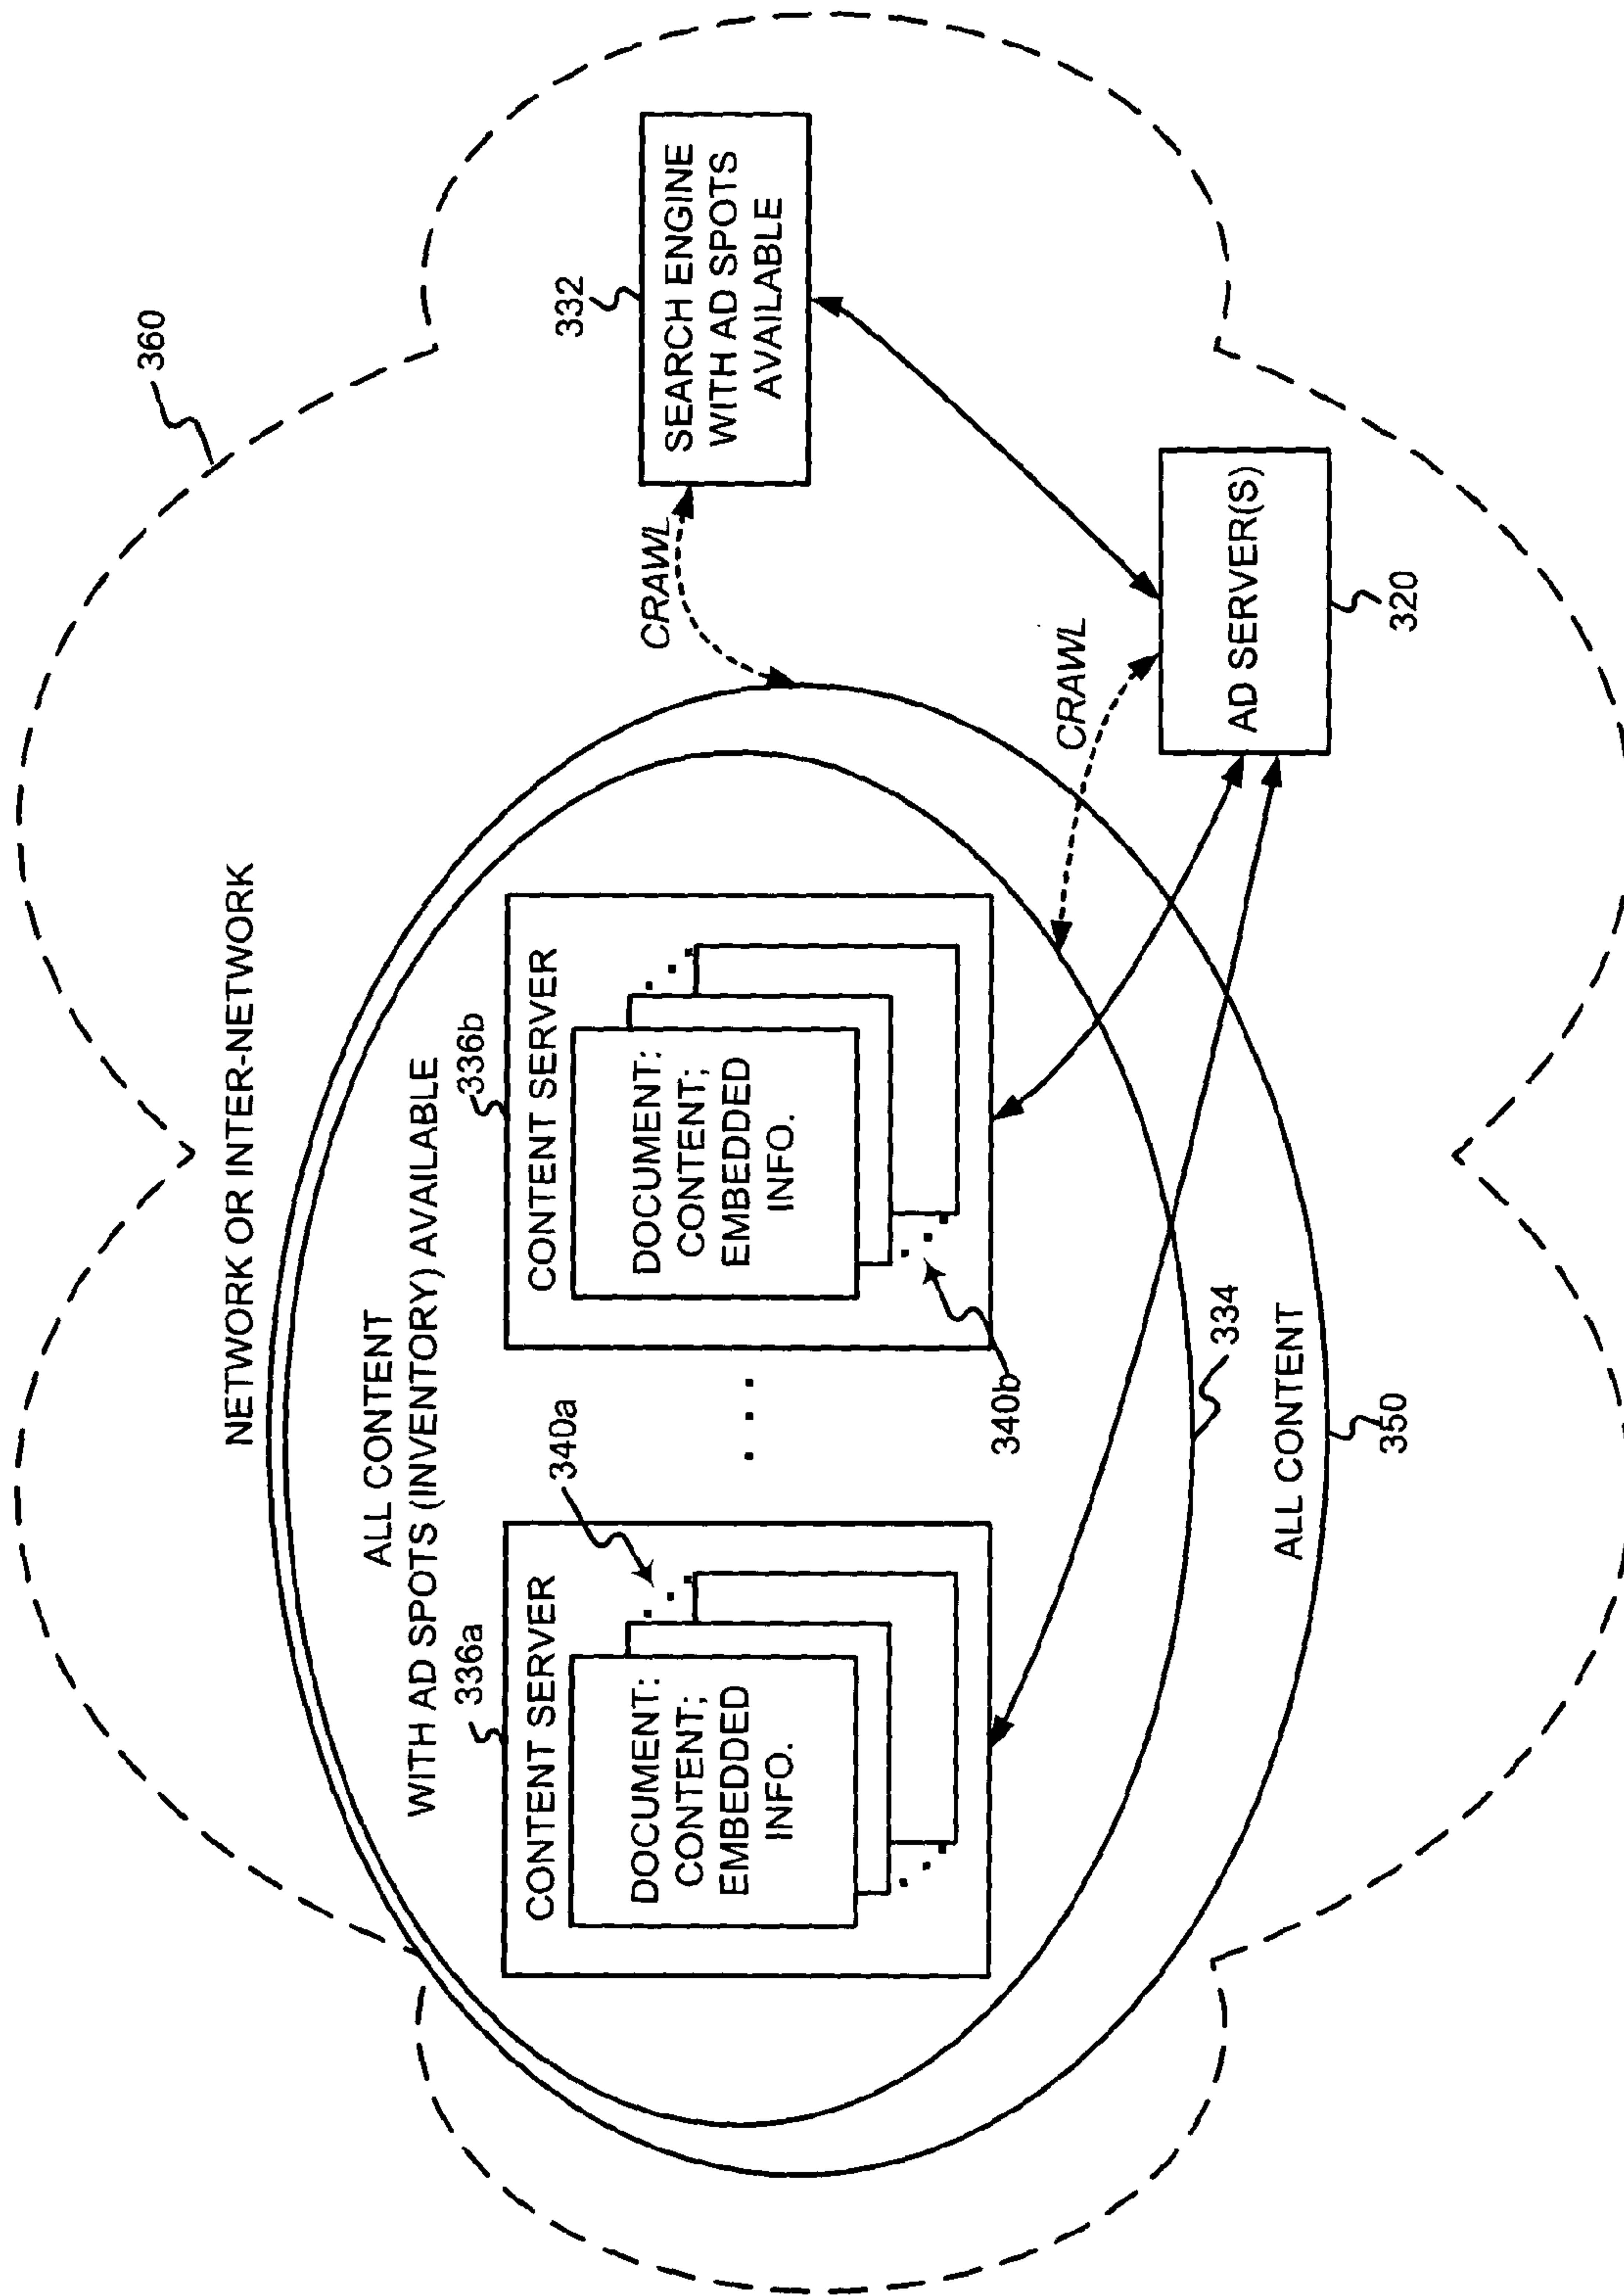 360
NETWORK OR INTER-NETWORK
ALL CONTENT
WITH AD SPOTS (INVENTORY) AVAILABLE
336a
CONTENT SERVER
DOCUMENT:
CONTENT;
EMBEDDED
INFO.
340a
. . .
336b
CONTENT SERVER
DOCUMENT:
CONTENT;
EMBEDDED
INFO.
340b
334
ALL CONTENT
350
CRAWL
332
SEARCH ENGINE
WITH AD SPOTS
AVAILABLE
CRAWL
AD SERVER(S)
320